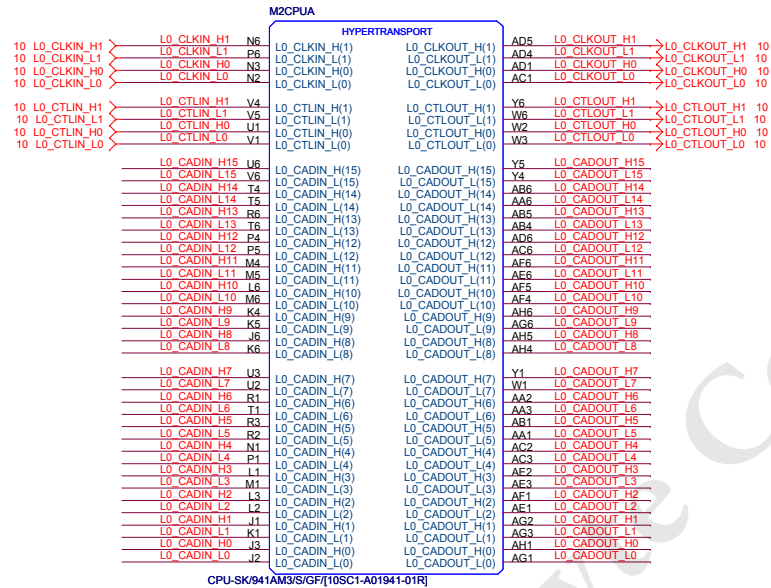 M2CPUA
HYPERTRANSPORT
10 L0_CLKIN_H1 L0_CLKIN_H1 N6 L0_CLKIN_H(1) L0_CLKOUT_H(1) AD5 L0_CLKOUT_H1 L0_CLKOUT_H1 10
10 L0_CLKIN_L1 L0_CLKIN_L1 P6 L0_CLKIN_L(1) L0_CLKOUT_L(1) AD4 L0_CLKOUT_L1 L0_CLKOUT_L1 10
10 L0_CLKIN_H0 L0_CLKIN_H0 N3 L0_CLKIN_H(0) L0_CLKOUT_H(0) AD1 L0_CLKOUT_H0 L0_CLKOUT_H0 10
10 L0_CLKIN_L0 L0_CLKIN_L0 N2 L0_CLKIN_L(0) L0_CLKOUT_L(0) AC1 L0_CLKOUT_L0 L0_CLKOUT_L0 10
10 L0_CTLIN_H1 L0_CTLIN_H1 V4 L0_CTLIN_H(1) L0_CTLOUT_H(1) Y6 L0_CTLOUT_H1 L0_CTLOUT_H1 10
10 L0_CTLIN_L1 L0_CTLIN_L1 V5 L0_CTLIN_L(1) L0_CTLOUT_L(1) W6 L0_CTLOUT_L1 L0_CTLOUT_L1 10
10 L0_CTLIN_H0 L0_CTLIN_H0 U1 L0_CTLIN_H(0) L0_CTLOUT_H(0) W2 L0_CTLOUT_H0 L0_CTLOUT_H0 10
10 L0_CTLIN_L0 L0_CTLIN_L0 V1 L0_CTLIN_L(0) L0_CTLOUT_L(0) W3 L0_CTLOUT_L0 L0_CTLOUT_L0 10
L0_CADIN_H15 U6 L0_CADIN_H(15) L0_CADOUT_H(15) Y5 L0_CADOUT_H15
L0_CADIN_L15 V6 L0_CADIN_L(15) L0_CADOUT_L(15) Y4 L0_CADOUT_L15
L0_CADIN_H14 T4 L0_CADIN_H(14) L0_CADOUT_H(14) AB6 L0_CADOUT_H14
L0_CADIN_L14 T5 L0_CADIN_L(14) L0_CADOUT_L(14) AA6 L0_CADOUT_L14
L0_CADIN_H13 R6 L0_CADIN_H(13) L0_CADOUT_H(13) AB5 L0_CADOUT_H13
L0_CADIN_L13 T6 L0_CADIN_L(13) L0_CADOUT_L(13) AB4 L0_CADOUT_L13
L0_CADIN_H12 P4 L0_CADIN_H(12) L0_CADOUT_H(12) AD6 L0_CADOUT_H12
L0_CADIN_L12 P5 L0_CADIN_L(12) L0_CADOUT_L(12) AC6 L0_CADOUT_L12
L0_CADIN_H11 M4 L0_CADIN_H(11) L0_CADOUT_H(11) AF6 L0_CADOUT_H11
L0_CADIN_L11 M5 L0_CADIN_L(11) L0_CADOUT_L(11) AE6 L0_CADOUT_L11
L0_CADIN_H10 L6 L0_CADIN_H(10) L0_CADOUT_H(10) AF5 L0_CADOUT_H10
L0_CADIN_L10 M6 L0_CADIN_L(10) L0_CADOUT_L(10) AF4 L0_CADOUT_L10
L0_CADIN_H9 K4 L0_CADIN_H(9) L0_CADOUT_H(9) AH6 L0_CADOUT_H9
L0_CADIN_L9 K5 L0_CADIN_L(9) L0_CADOUT_L(9) AG6 L0_CADOUT_L9
L0_CADIN_H8 J6 L0_CADIN_H(8) L0_CADOUT_H(8) AH5 L0_CADOUT_H8
L0_CADIN_L8 K6 L0_CADIN_L(8) L0_CADOUT_L(8) AH4 L0_CADOUT_L8
L0_CADIN_H7 U3 L0_CADIN_H(7) L0_CADOUT_H(7) Y1 L0_CADOUT_H7
L0_CADIN_L7 U2 L0_CADIN_L(7) L0_CADOUT_L(7) W1 L0_CADOUT_L7
L0_CADIN_H6 R1 L0_CADIN_H(6) L0_CADOUT_H(6) AA2 L0_CADOUT_H6
L0_CADIN_L6 T1 L0_CADIN_L(6) L0_CADOUT_L(6) AA3 L0_CADOUT_L6
L0_CADIN_H5 R3 L0_CADIN_H(5) L0_CADOUT_H(5) AB1 L0_CADOUT_H5
L0_CADIN_L5 R2 L0_CADIN_L(5) L0_CADOUT_L(5) AA1 L0_CADOUT_L5
L0_CADIN_H4 N1 L0_CADIN_H(4) L0_CADOUT_H(4) AC2 L0_CADOUT_H4
L0_CADIN_L4 P1 L0_CADIN_L(4) L0_CADOUT_L(4) AC3 L0_CADOUT_L4
L0_CADIN_H3 L1 L0_CADIN_H(3) L0_CADOUT_H(3) AE2 L0_CADOUT_H3
L0_CADIN_L3 M1 L0_CADIN_L(3) L0_CADOUT_L(3) AE3 L0_CADOUT_L3
L0_CADIN_H2 L3 L0_CADIN_H(2) L0_CADOUT_H(2) AF1 L0_CADOUT_H2
L0_CADIN_L2 L2 L0_CADIN_L(2) L0_CADOUT_L(2) AE1 L0_CADOUT_L2
L0_CADIN_H1 J1 L0_CADIN_H(1) L0_CADOUT_H(1) AG2 L0_CADOUT_H1
L0_CADIN_L1 K1 L0_CADIN_L(1) L0_CADOUT_L(1) AG3 L0_CADOUT_L1
L0_CADIN_H0 J3 L0_CADIN_H(0) L0_CADOUT_H(0) AH1 L0_CADOUT_H0
L0_CADIN_L0 J2 L0_CADIN_L(0) L0_CADOUT_L(0) AG1 L0_CADOUT_L0
CPU-SK/941AM3/S/GF/[10SC1-A01941-01R]